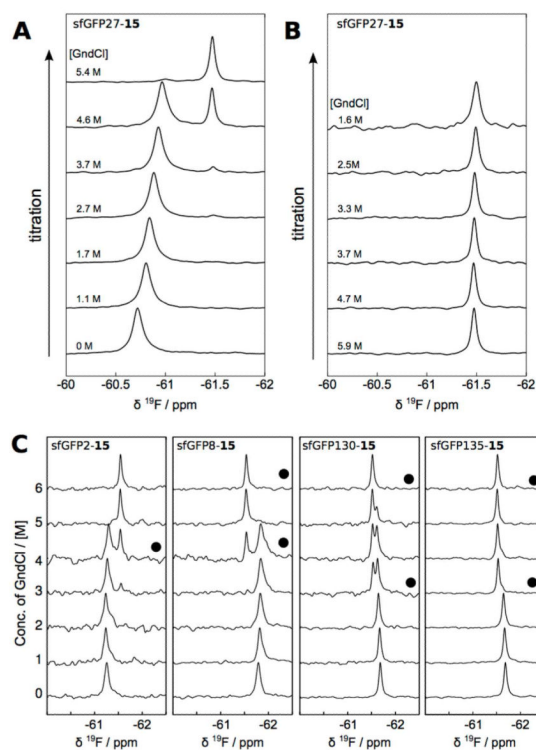 A
sfGFP27-15
[GndCl]
5.4 M
4.6 M
3.7 M
2.7 M
1.7 M
1.1 M
0 M
titration
-60 -60.5 -61 -61.5 -62
δ ¹⁹F / ppm
B
sfGFP27-15
[GndCl]
1.6 M
2.5M
3.3 M
3.7 M
4.7 M
5.9 M
titration
-60 -60.5 -61 -61.5 -62
δ ¹⁹F / ppm
C
sfGFP2-15 sfGFP8-15 sfGFP130-15 sfGFP135-15
Conc. of GndCl / [M]
6
5
4
3
2
1
0
-61 -62 -61 -62 -61 -62 -61 -62
δ ¹⁹F / ppm δ ¹⁹F / ppm δ ¹⁹F / ppm δ ¹⁹F / ppm